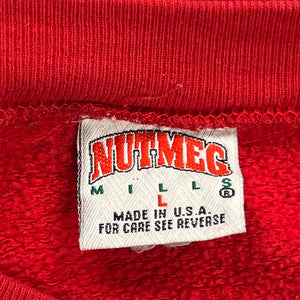 NUTMEG
MILLS®
L
MADE IN U.S.A.
FOR CARE SEE REVERSE